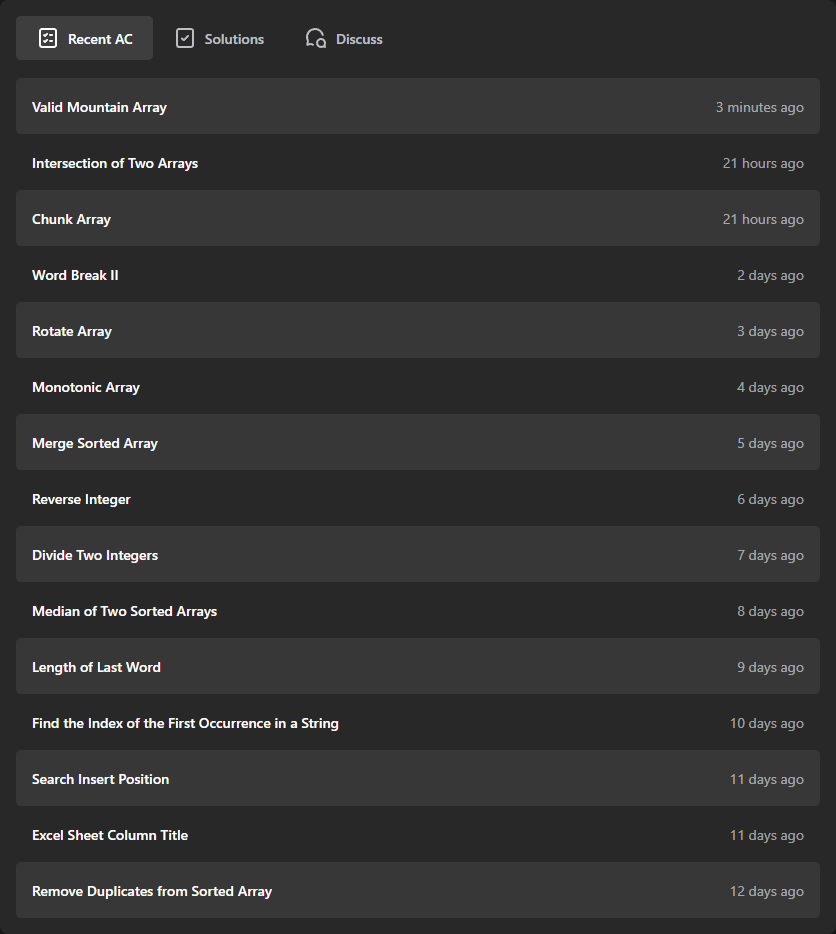 Recent AC Solutions Discuss
Valid Mountain Array 3 minutes ago
Intersection of Two Arrays 21 hours ago
Chunk Array 21 hours ago
Word Break II 2 days ago
Rotate Array 3 days ago
Monotonic Array 4 days ago
Merge Sorted Array 5 days ago
Reverse Integer 6 days ago
Divide Two Integers 7 days ago
Median of Two Sorted Arrays 8 days ago
Length of Last Word 9 days ago
Find the Index of the First Occurrence in a String 10 days ago
Search Insert Position 11 days ago
Excel Sheet Column Title 11 days ago
Remove Duplicates from Sorted Array 12 days ago